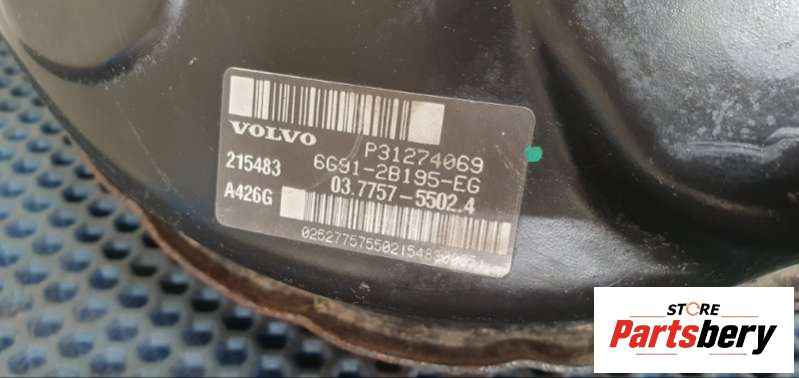 VOLVO P31274069
215483 6G91-2B195-EG
A426G 03.7757-5502.4
STORE
Partsbery